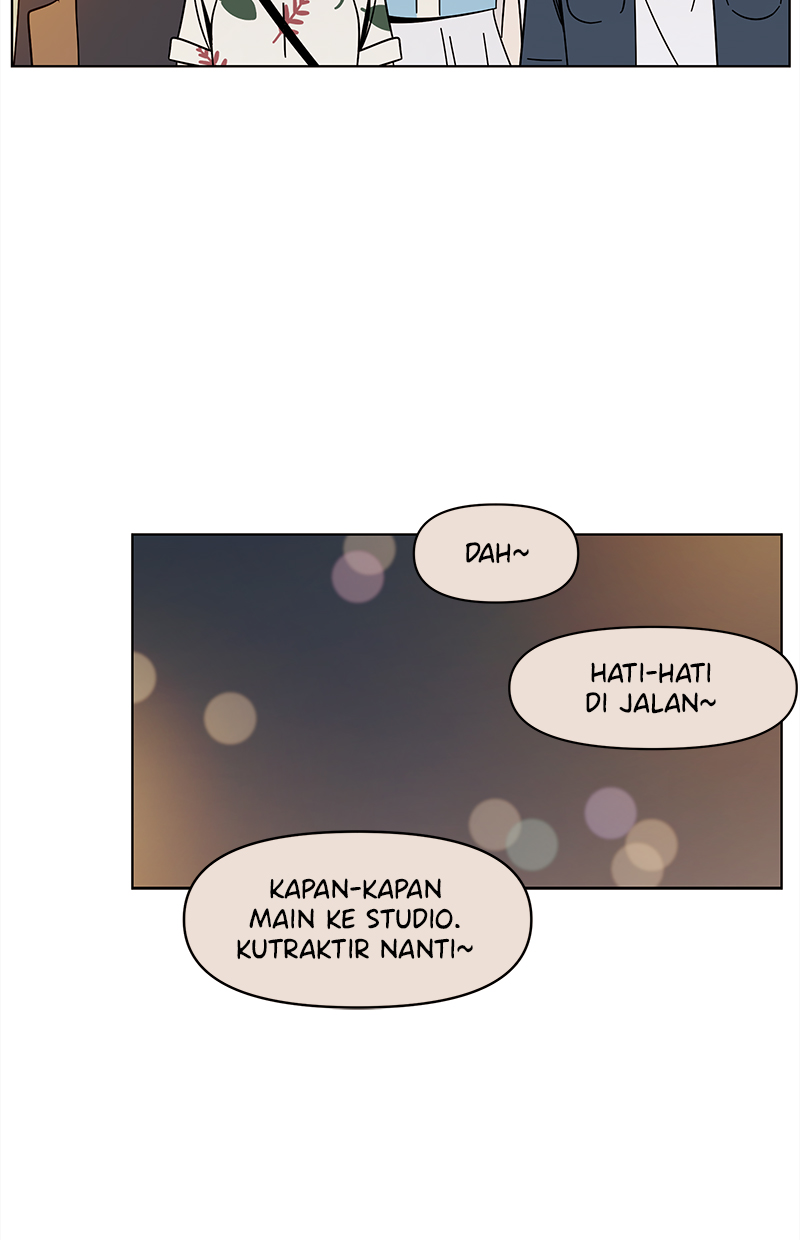 DAH~
HATI-HATI
DI JALAN~
KAPAN-KAPAN
MAIN KE STUDIO.
KUTRAKTIR NANTI~